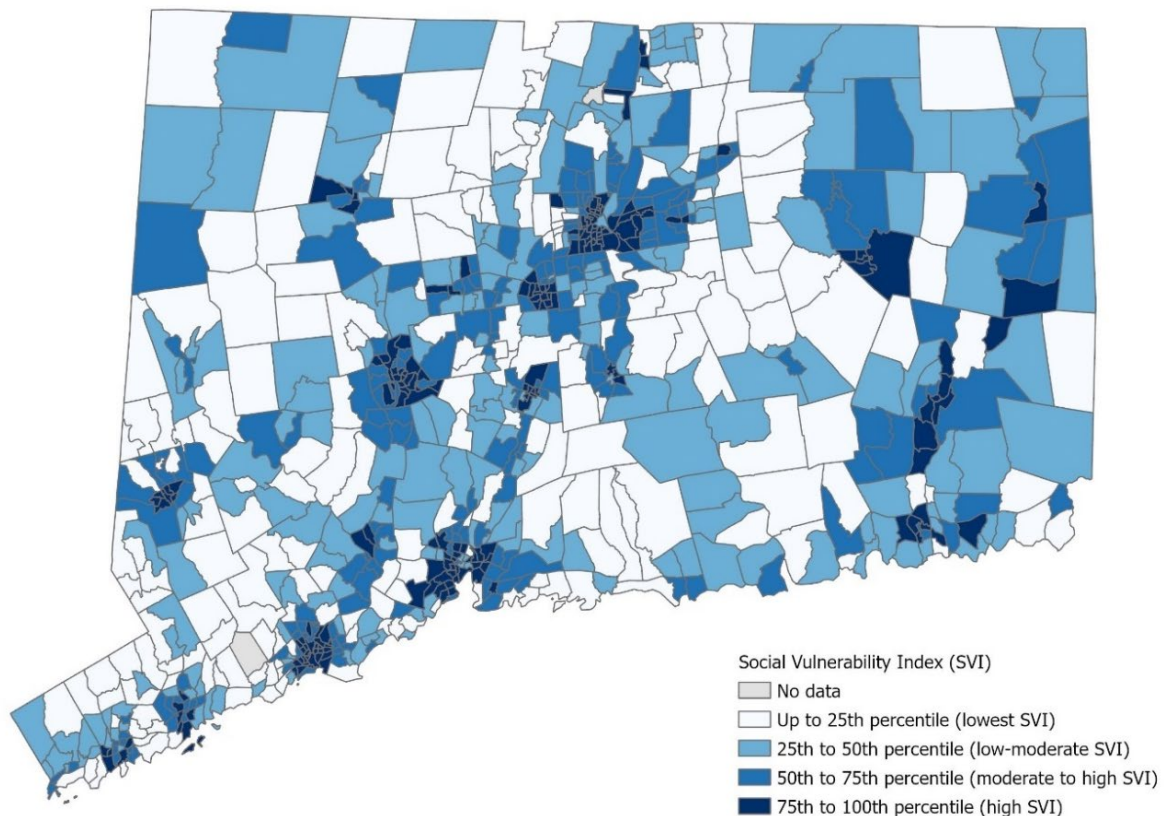 Social Vulnerability Index (SVI)
No data
Up to 25th percentile (lowest SVI)
25th to 50th percentile (low-moderate SVI)
50th to 75th percentile (moderate to high SVI)
75th to 100th percentile (high SVI)